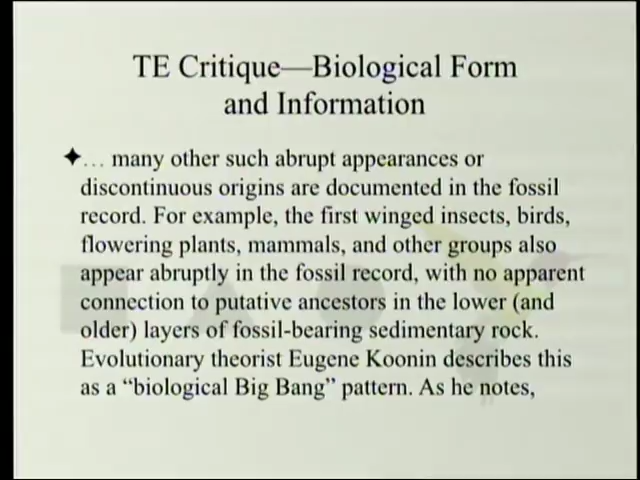 TE Critique—Biological Form
and Information
✦… many other such abrupt appearances or
discontinuous origins are documented in the fossil
record. For example, the first winged insects, birds,
flowering plants, mammals, and other groups also
appear abruptly in the fossil record, with no apparent
connection to putative ancestors in the lower (and
older) layers of fossil-bearing sedimentary rock.
Evolutionary theorist Eugene Koonin describes this
as a “biological Big Bang” pattern. As he notes,